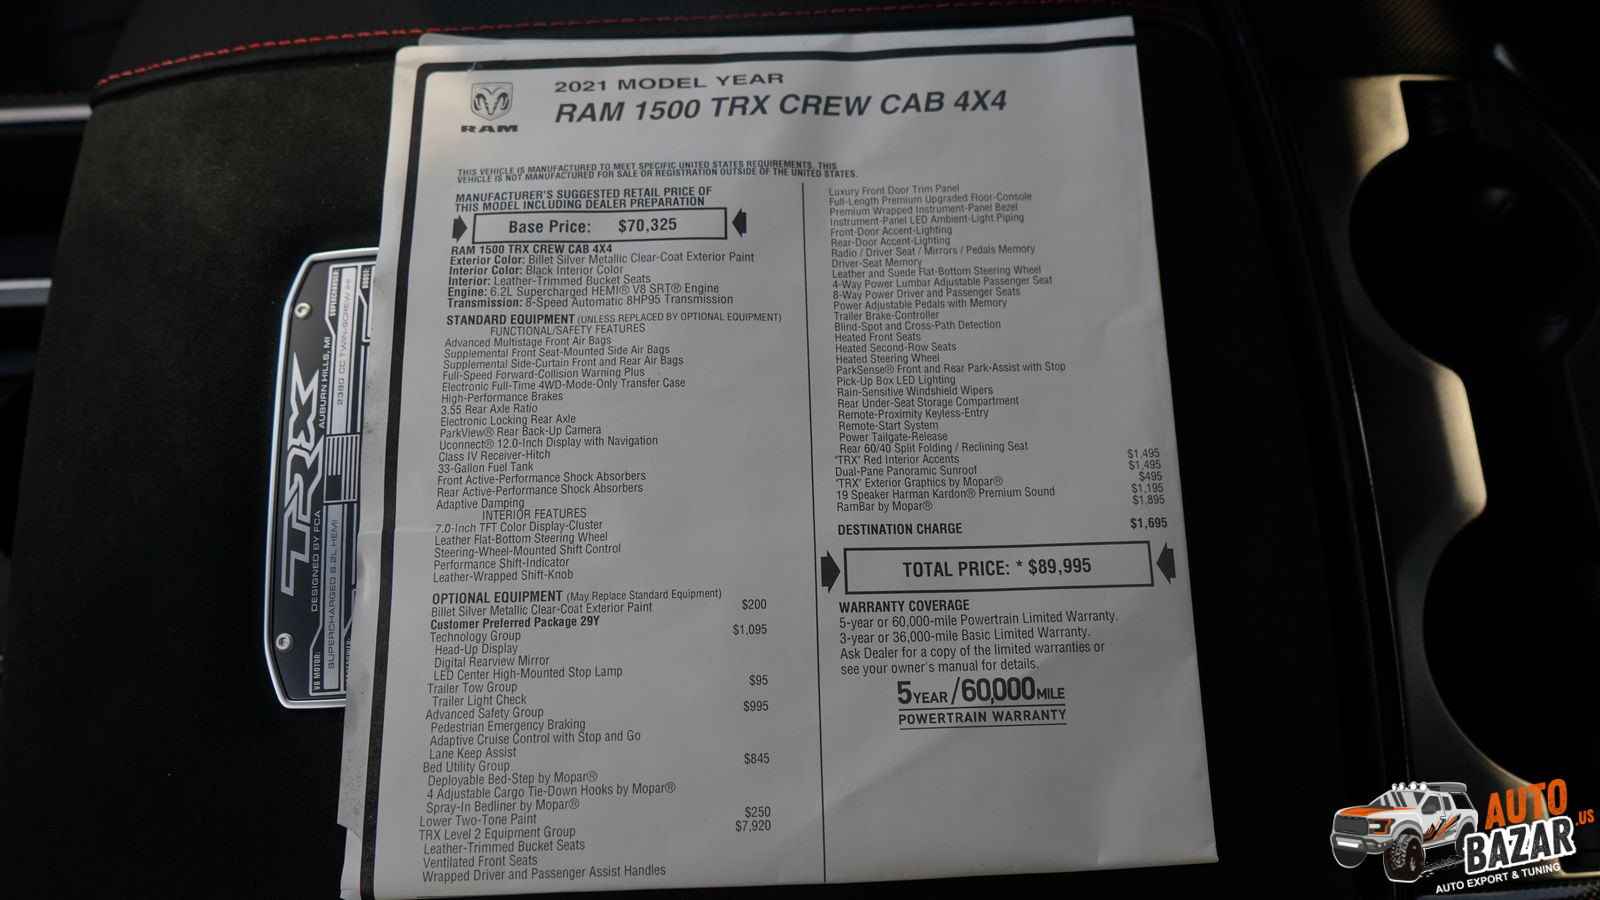 RAM
2021 MODEL YEAR
RAM 1500 TRX CREW CAB 4X4
THIS VEHICLE IS MANUFACTURED TO MEET SPECIFIC UNITED STATES REQUIREMENTS. THIS
VEHICLE IS NOT MANUFACTURED FOR SALE OR REGISTRATION OUTSIDE OF THE UNITED STATES.
MANUFACTURER'S SUGGESTED RETAIL PRICE OF
THIS MODEL INCLUDING DEALER PREPARATION
Base Price: $70,325
RAM 1500 TRX CREW CAB 4X4
Exterior Color: Billet Silver Metallic Clear-Coat Exterior Paint
Interior Color: Black Interior Color
Interior: Leather-Trimmed Bucket Seats
Engine: 6.2L Supercharged HEMI® V8 SRT® Engine
Transmission: 8-Speed Automatic 8HP95 Transmission
STANDARD EQUIPMENT (UNLESS REPLACED BY OPTIONAL EQUIPMENT)
FUNCTIONAL/SAFETY FEATURES
Advanced Multistage Front Air Bags
Supplemental Front Seat-Mounted Side Air Bags
Supplemental Side-Curtain Front and Rear Air Bags
Full-Speed Forward-Collision Warning Plus
Electronic Full-Time 4WD-Mode-Only Transfer Case
High-Performance Brakes
3.55 Rear Axle Ratio
Electronic Locking Rear Axle
ParkView® Rear Back-Up Camera
Uconnect® 12.0-Inch Display with Navigation
Class IV Receiver-Hitch
33-Gallon Fuel Tank
Front Active-Performance Shock Absorbers
Rear Active-Performance Shock Absorbers
Adaptive Damping
INTERIOR FEATURES
7.0-Inch TFT Color Display-Cluster
Leather Flat-Bottom Steering Wheel
Steering-Wheel-Mounted Shift Control
Performance Shift-Indicator
Leather-Wrapped Shift-Knob
OPTIONAL EQUIPMENT (May Replace Standard Equipment)
Billet Silver Metallic Clear-Coat Exterior Paint $200
Customer Preferred Package 29Y
Technology Group $1,095
Head-Up Display
Digital Rearview Mirror
LED Center High-Mounted Stop Lamp
Trailer Tow Group $95
Trailer Light Check
Advanced Safety Group $995
Pedestrian Emergency Braking
Adaptive Cruise Control with Stop and Go
Lane Keep Assist
Bed Utility Group $845
Deployable Bed-Step by Mopar®
4 Adjustable Cargo Tie-Down Hooks by Mopar®
Spray-In Bedliner by Mopar®
Lower Two-Tone Paint $250
TRX Level 2 Equipment Group $7,920
Leather-Trimmed Bucket Seats
Ventilated Front Seats
Wrapped Driver and Passenger Assist Handles
Luxury Front Door Trim Panel
Full-Length Premium Upgraded Floor-Console
Premium Wrapped Instrument-Panel Bezel
Instrument-Panel LED Ambient-Light Piping
Front-Door Accent-Lighting
Rear-Door Accent-Lighting
Radio / Driver Seat / Mirrors / Pedals Memory
Driver-Seat Memory
Leather and Suede Flat-Bottom Steering Wheel
4-Way Power Lumbar Adjustable Passenger Seat
8-Way Power Driver and Passenger Seats
Power Adjustable Pedals with Memory
Trailer Brake-Controller
Blind-Spot and Cross-Path Detection
Heated Front Seats
Heated Second-Row Seats
Heated Steering Wheel
ParkSense® Front and Rear Park-Assist with Stop
Pick-Up Box LED Lighting
Rain-Sensitive Windshield Wipers
Rear Under-Seat Storage Compartment
Remote-Proximity Keyless-Entry
Remote-Start System
Power Tailgate-Release
Rear 60/40 Split Folding / Reclining Seat
"TRX" Red Interior Accents $1,495
Dual-Pane Panoramic Sunroof $1,495
"TRX" Exterior Graphics by Mopar® $495
19 Speaker Harman Kardon® Premium Sound $1,195
RamBar by Mopar® $1,895
DESTINATION CHARGE $1,695
TOTAL PRICE: * $89,995
WARRANTY COVERAGE
5-year or 60,000-mile Powertrain Limited Warranty.
3-year or 36,000-mile Basic Limited Warranty.
Ask Dealer for a copy of the limited warranties or
see your owner's manual for details.
5 YEAR / 60,000 MILE
POWERTRAIN WARRANTY
TRX
DESIGNED BY FCA
AUBURN HILLS, MI
V8 MOTOR:
SUPERCHARGED 6.2L HEMI
SUPERCHARGER:
2380 CC TWIN-SCREW
BOOST:
AUTO
BAZAR.US
AUTO EXPORT & TUNING